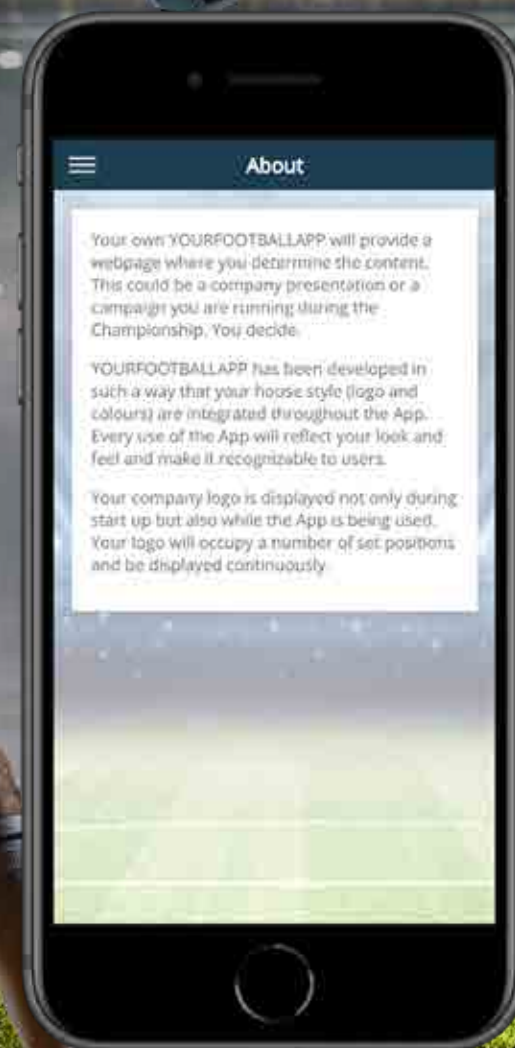 About
Your own YOURFOOTBALLAPP will provide a
webpage where you determine the content.
This could be a company presentation or a
campaign you are running during the
Championship. You decide.
YOURFOOTBALLAPP has been developed in
such a way that your house style (logo and
colours) are integrated throughout the App.
Every use of the App will reflect your look and
feel and make it recognizable to users.
Your company logo is displayed not only during
start up but also while the App is being used.
Your logo will occupy a number of set positions
and be displayed continuously.